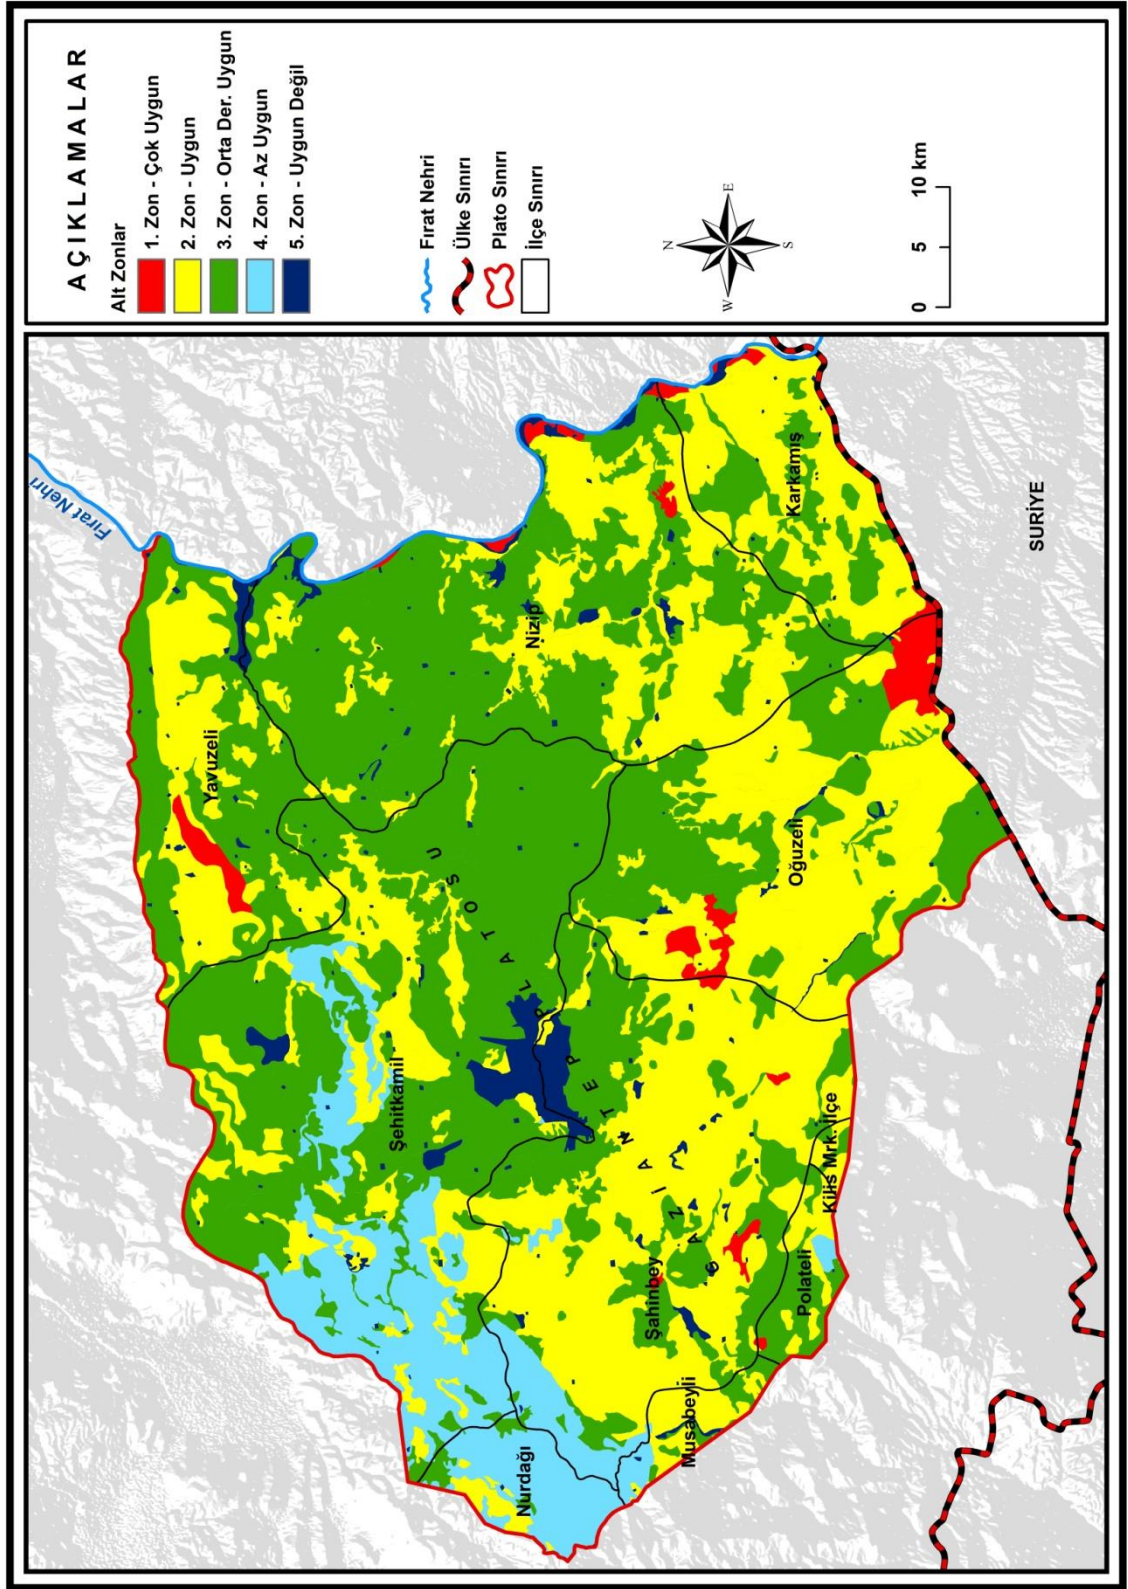 AÇIKLAMALAR
Alt Zonlar
1. Zon - Çok Uygun
2. Zon - Uygun
3. Zon - Orta Der. Uygun
4. Zon - Az Uygun
5. Zon - Uygun Değil
Fırat Nehri
Ülke Sınırı
Plato Sınırı
İlçe Sınırı
N
W
E
S
0 5 10 km
Fırat Nehri
Yavuzeli
Şehitkamil
Nizip
Nurdağı
GAZİANTEP PLATOSU
Şahinbey
Musabeyli
Karkamış
Oğuzeli
Polateli
Kilis Mrk. İlçe
SURİYE